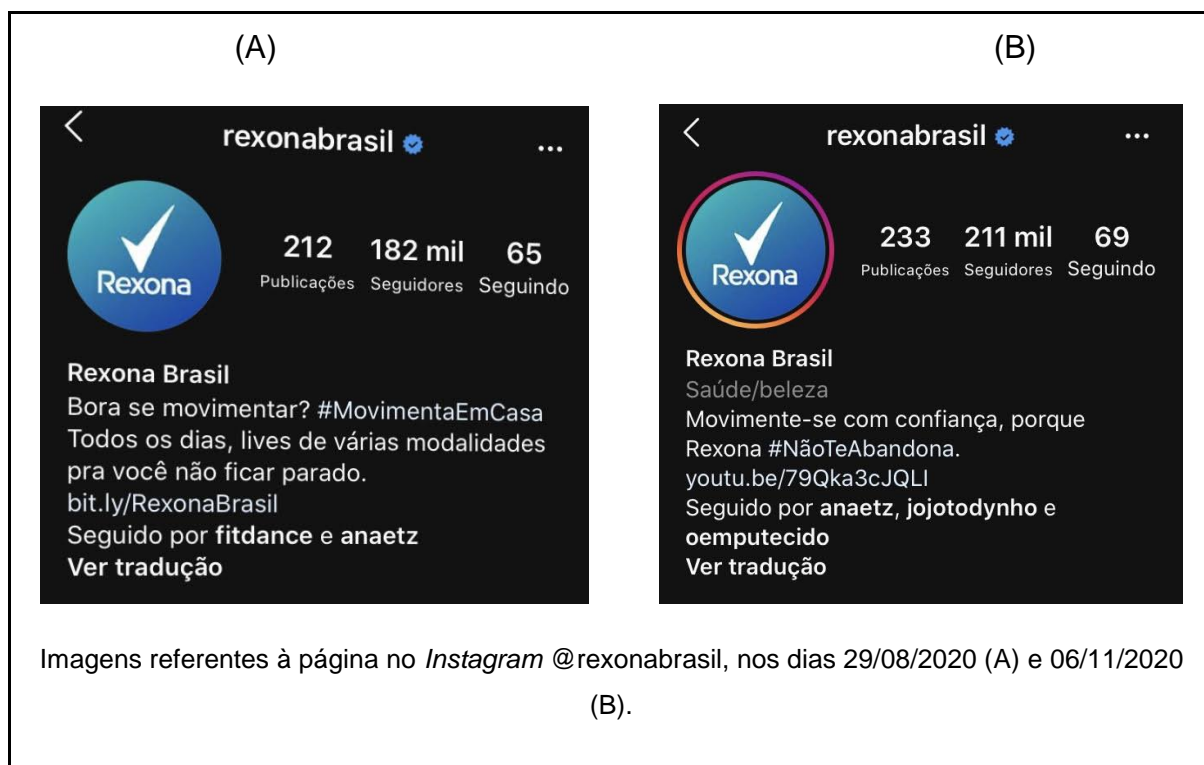 (A)
(B)
rexonabrasil
...
Rexona
212 182 mil 65
Publicações Seguidores Seguindo
Rexona Brasil
Bora se movimentar? #MovimentaEmCasa
Todos os dias, lives de várias modalidades
pra você não ficar parado.
bit.ly/RexonaBrasil
Seguido por fitdance e anaetz
Ver tradução
rexonabrasil
...
Rexona
233 211 mil 69
Publicações Seguidores Seguindo
Rexona Brasil
Saúde/beleza
Movimente-se com confiança, porque
Rexona #NãoTeAbandona.
youtu.be/79Qka3cJQLI
Seguido por anaetz, jojotodynho e
oemputecido
Ver tradução
Imagens referentes à página no Instagram @rexonabrasil, nos dias 29/08/2020 (A) e 06/11/2020
(B).